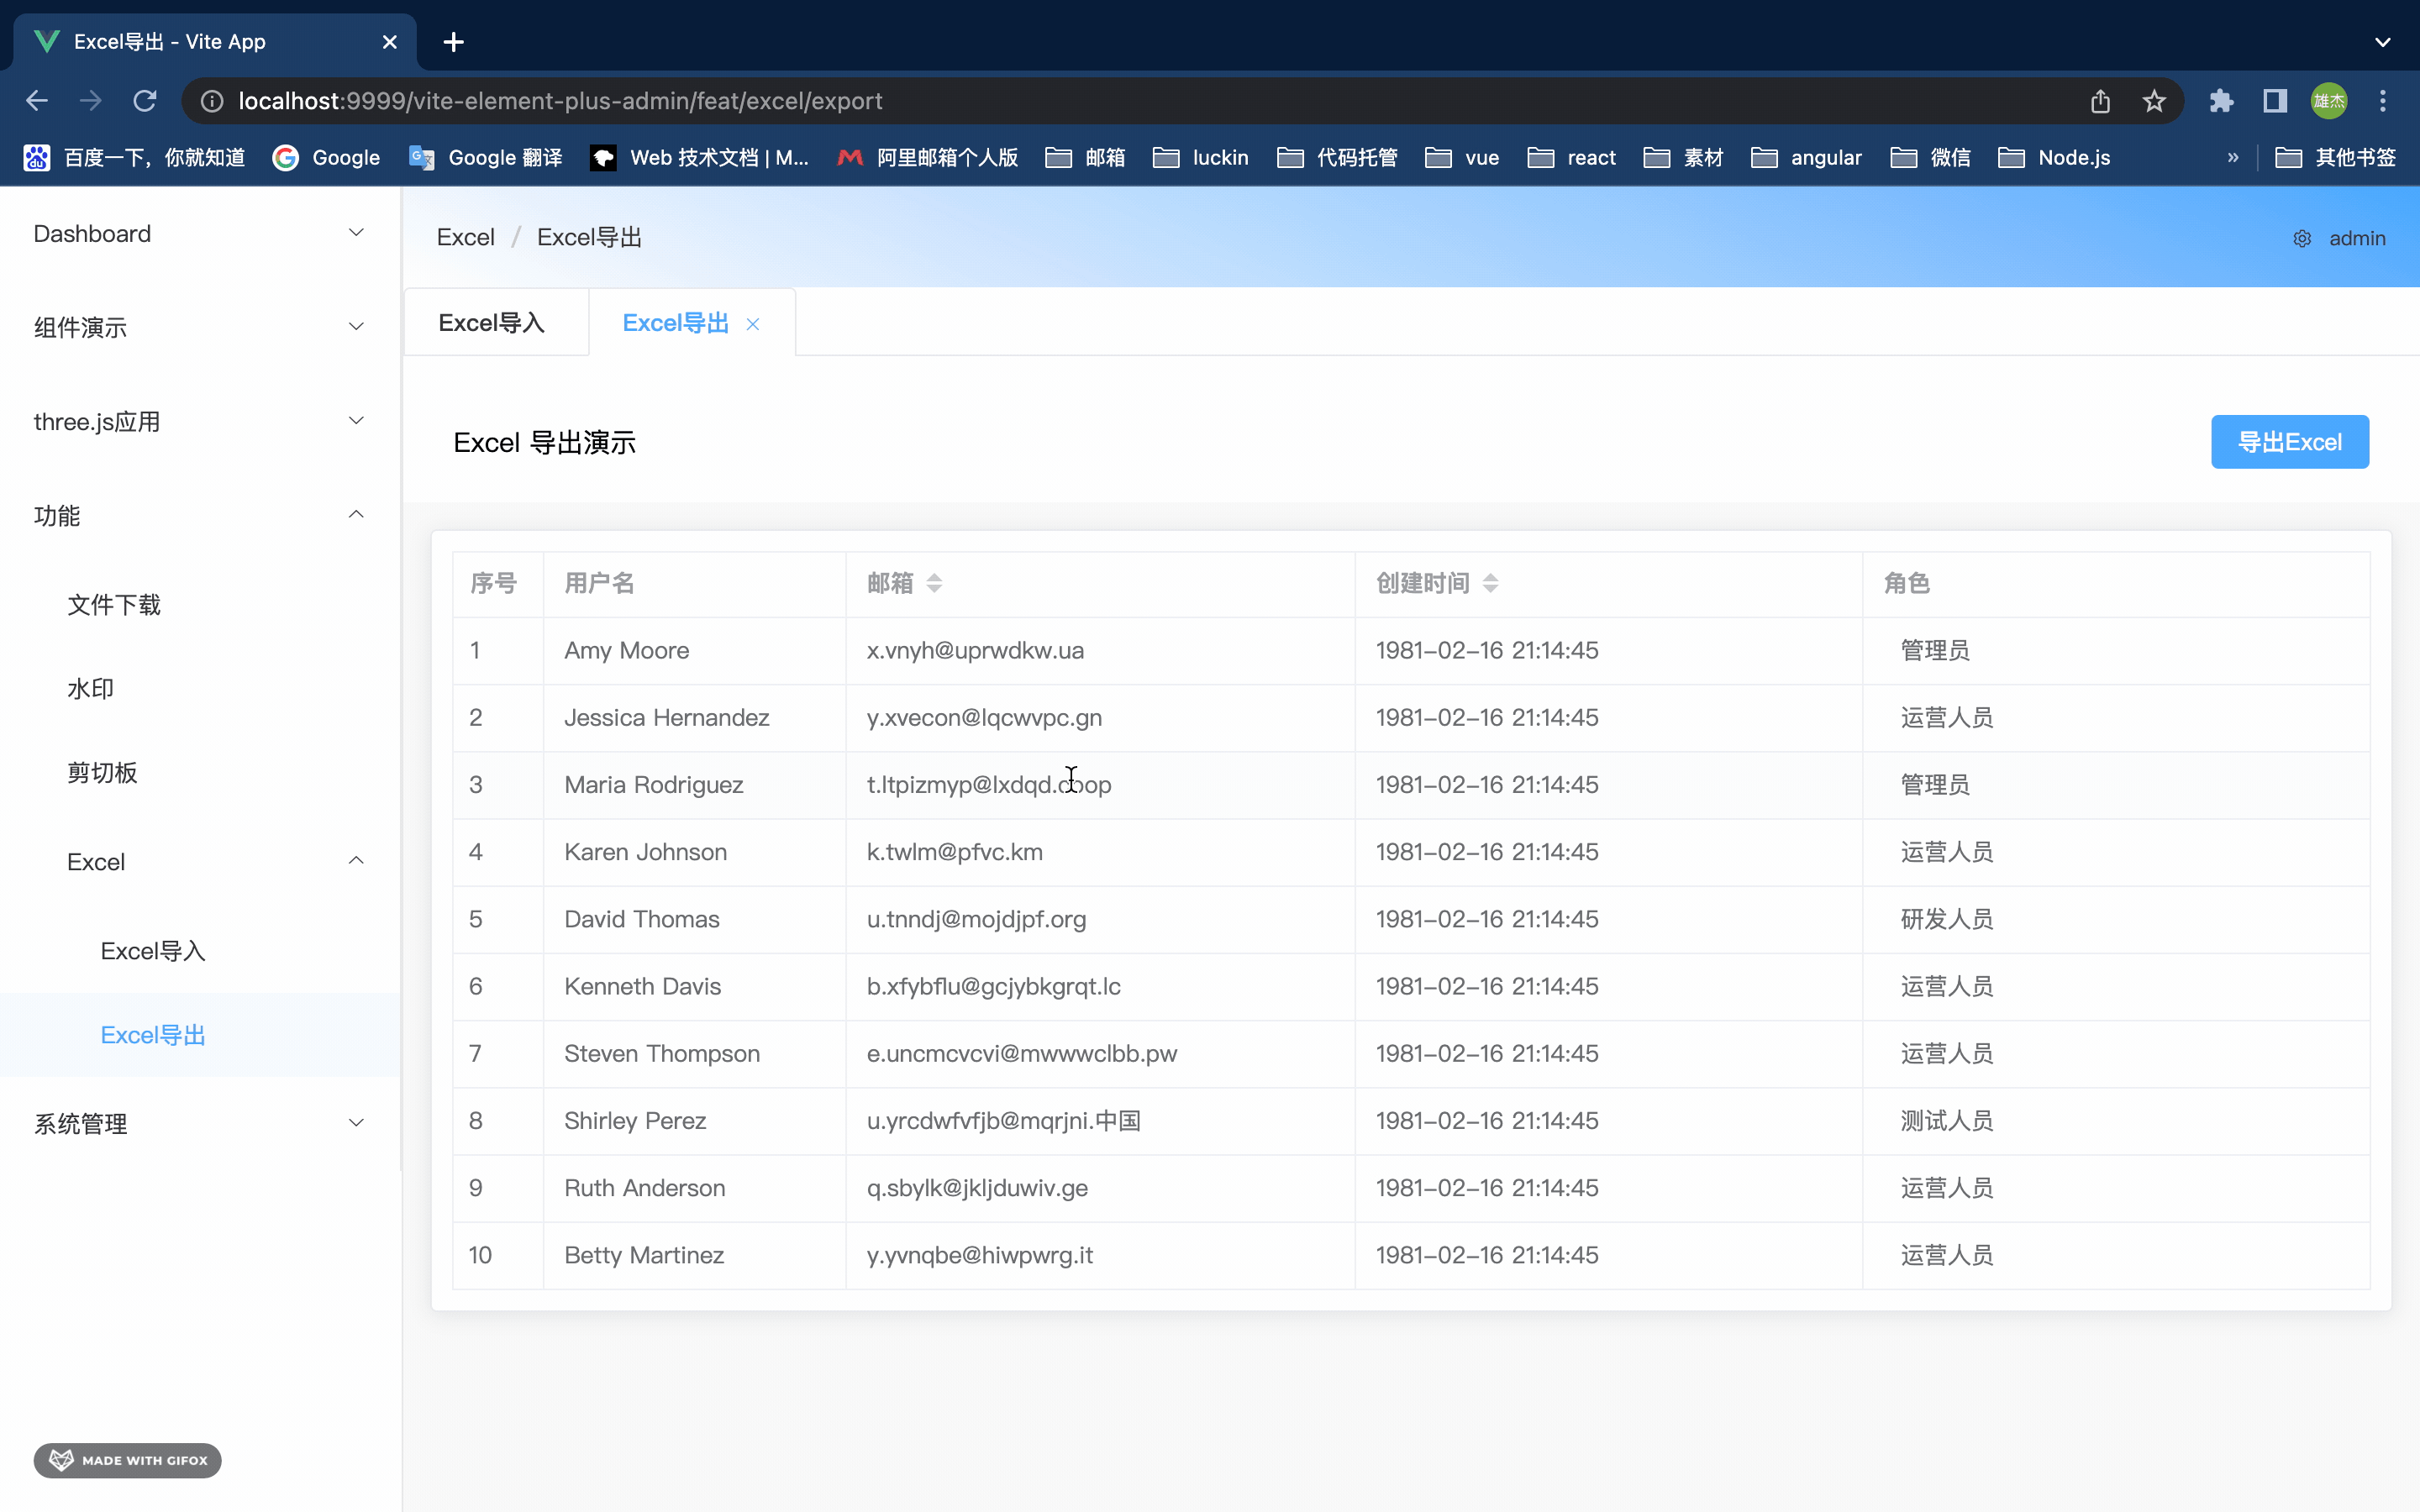 Excel导出 - Vite App
localhost:9999/vite-element-plus-admin/feat/excel/export
雄杰
百度一下，你就知道 Google Google 翻译 Web 技术文档 | M... 阿里邮箱个人版 邮箱 luckin 代码托管 vue react 素材 angular 微信 Node.js » 其他书签
Dashboard
组件演示
three.js应用
功能
文件下载
水印
剪切板
Excel
Excel导入
Excel导出
系统管理
MADE WITH GIFOX
Excel / Excel导出
admin
Excel导入 Excel导出
Excel 导出演示
导出Excel
序号 用户名 邮箱 创建时间 角色
1 Amy Moore x.vnyh@uprwdkw.ua 1981-02-16 21:14:45 管理员
2 Jessica Hernandez y.xvecon@lqcwvpc.gn 1981-02-16 21:14:45 运营人员
3 Maria Rodriguez t.ltpizmyp@lxdqd.coop 1981-02-16 21:14:45 管理员
4 Karen Johnson k.twlm@pfvc.km 1981-02-16 21:14:45 运营人员
5 David Thomas u.tnndj@mojdjpf.org 1981-02-16 21:14:45 研发人员
6 Kenneth Davis b.xfybflu@gcjybkgrqt.lc 1981-02-16 21:14:45 运营人员
7 Steven Thompson e.uncmcvcvi@mwwwclbb.pw 1981-02-16 21:14:45 运营人员
8 Shirley Perez u.yrcdwfvfjb@mqrjni.中国 1981-02-16 21:14:45 测试人员
9 Ruth Anderson q.sbylk@jkljduwiv.ge 1981-02-16 21:14:45 运营人员
10 Betty Martinez y.yvnqbe@hiwpwrg.it 1981-02-16 21:14:45 运营人员